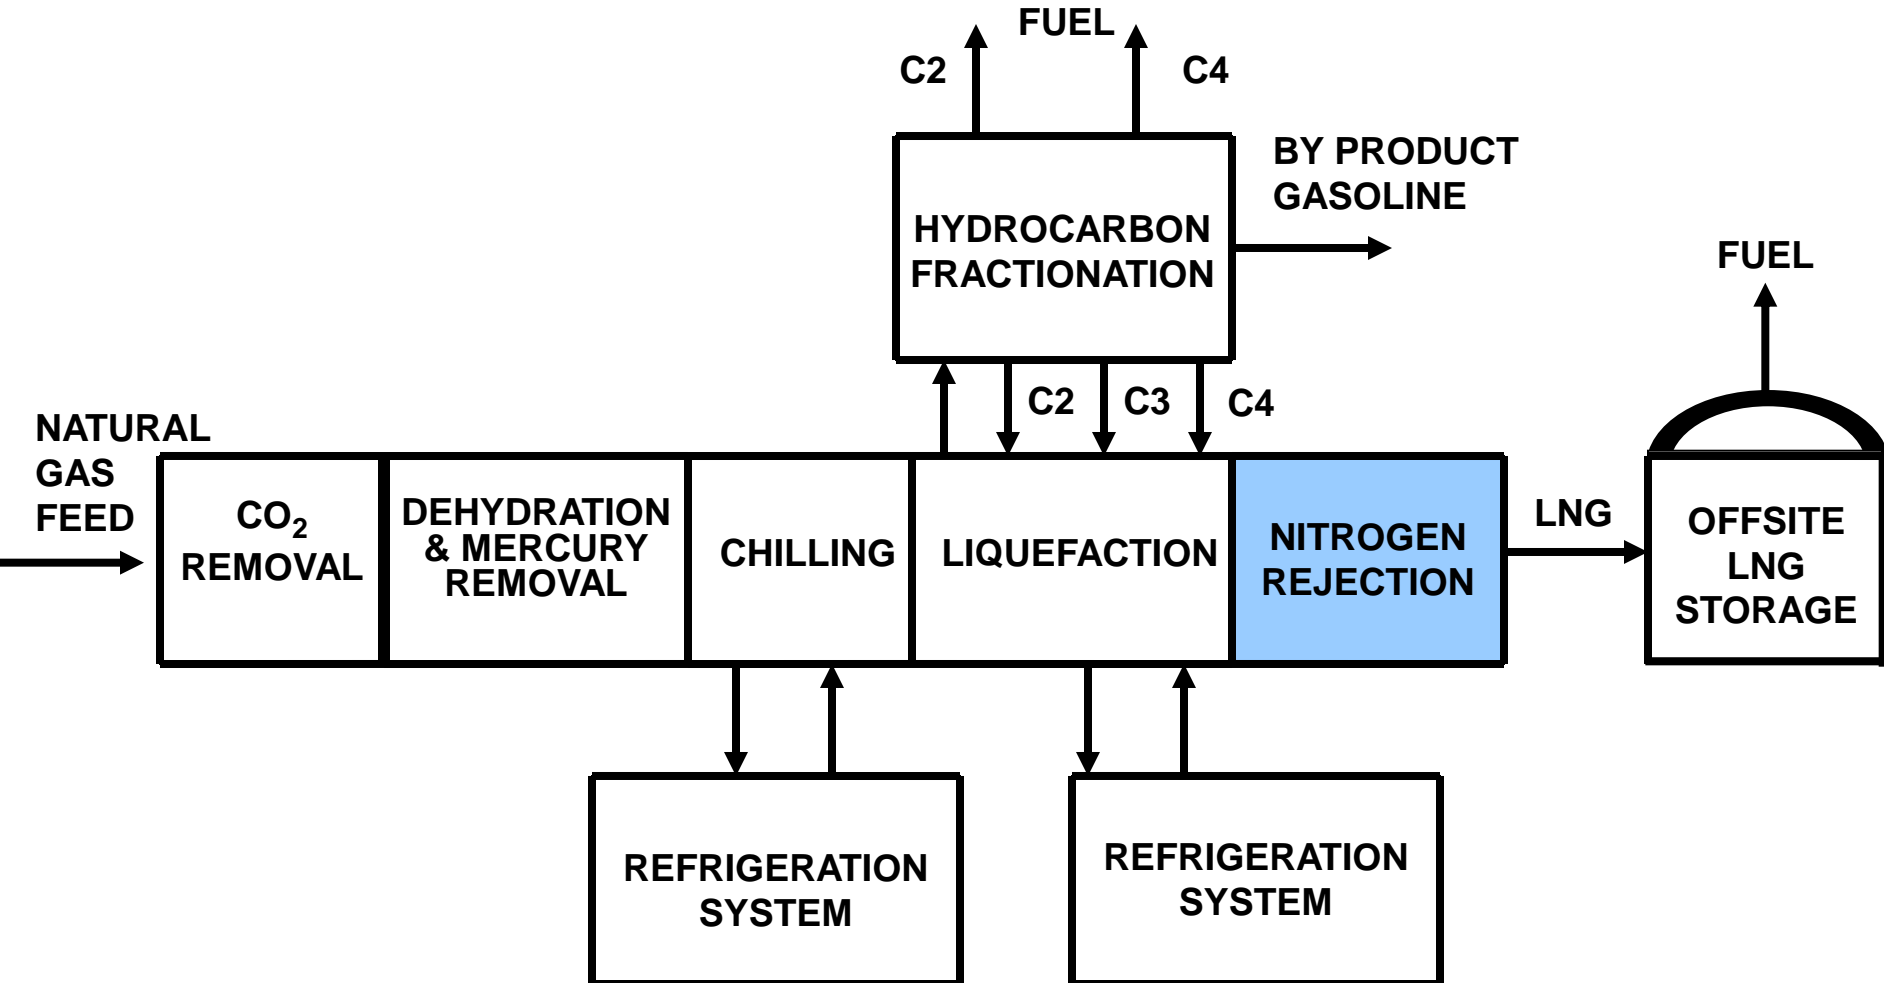 FUEL
C2
C4
BY PRODUCT
GASOLINE
HYDROCARBON
FRACTIONATION
FUEL
C2
C3
C4
NATURAL
GAS
FEED
CO₂
REMOVAL
DEHYDRATION
& MERCURY
REMOVAL
CHILLING
LIQUEFACTION
NITROGEN
REJECTION
LNG
OFFSITE
LNG
STORAGE
REFRIGERATION
SYSTEM
REFRIGERATION
SYSTEM